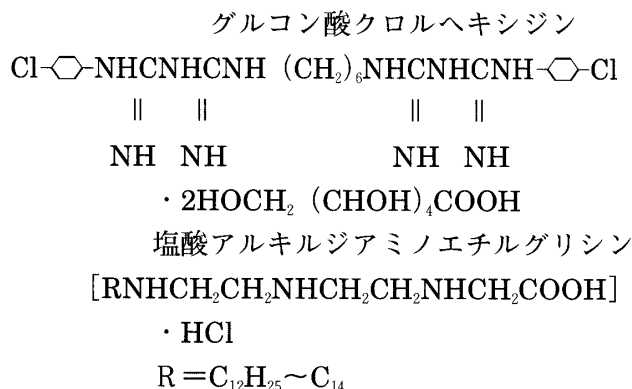 グルコン酸クロルヘキシジン
Cl-⬡-NHCNHCNH (CH₂)₆NHCNHCNH-⬡-Cl
‖ ‖ ‖ ‖
NH NH NH NH
・2HOCH₂ (CHOH)₄COOH
塩酸アルキルジアミノエチルグリシン
[RNHCH₂CH₂NHCH₂CH₂NHCH₂COOH]
・HCl
R=C₁₂H₂₅~C₁₄